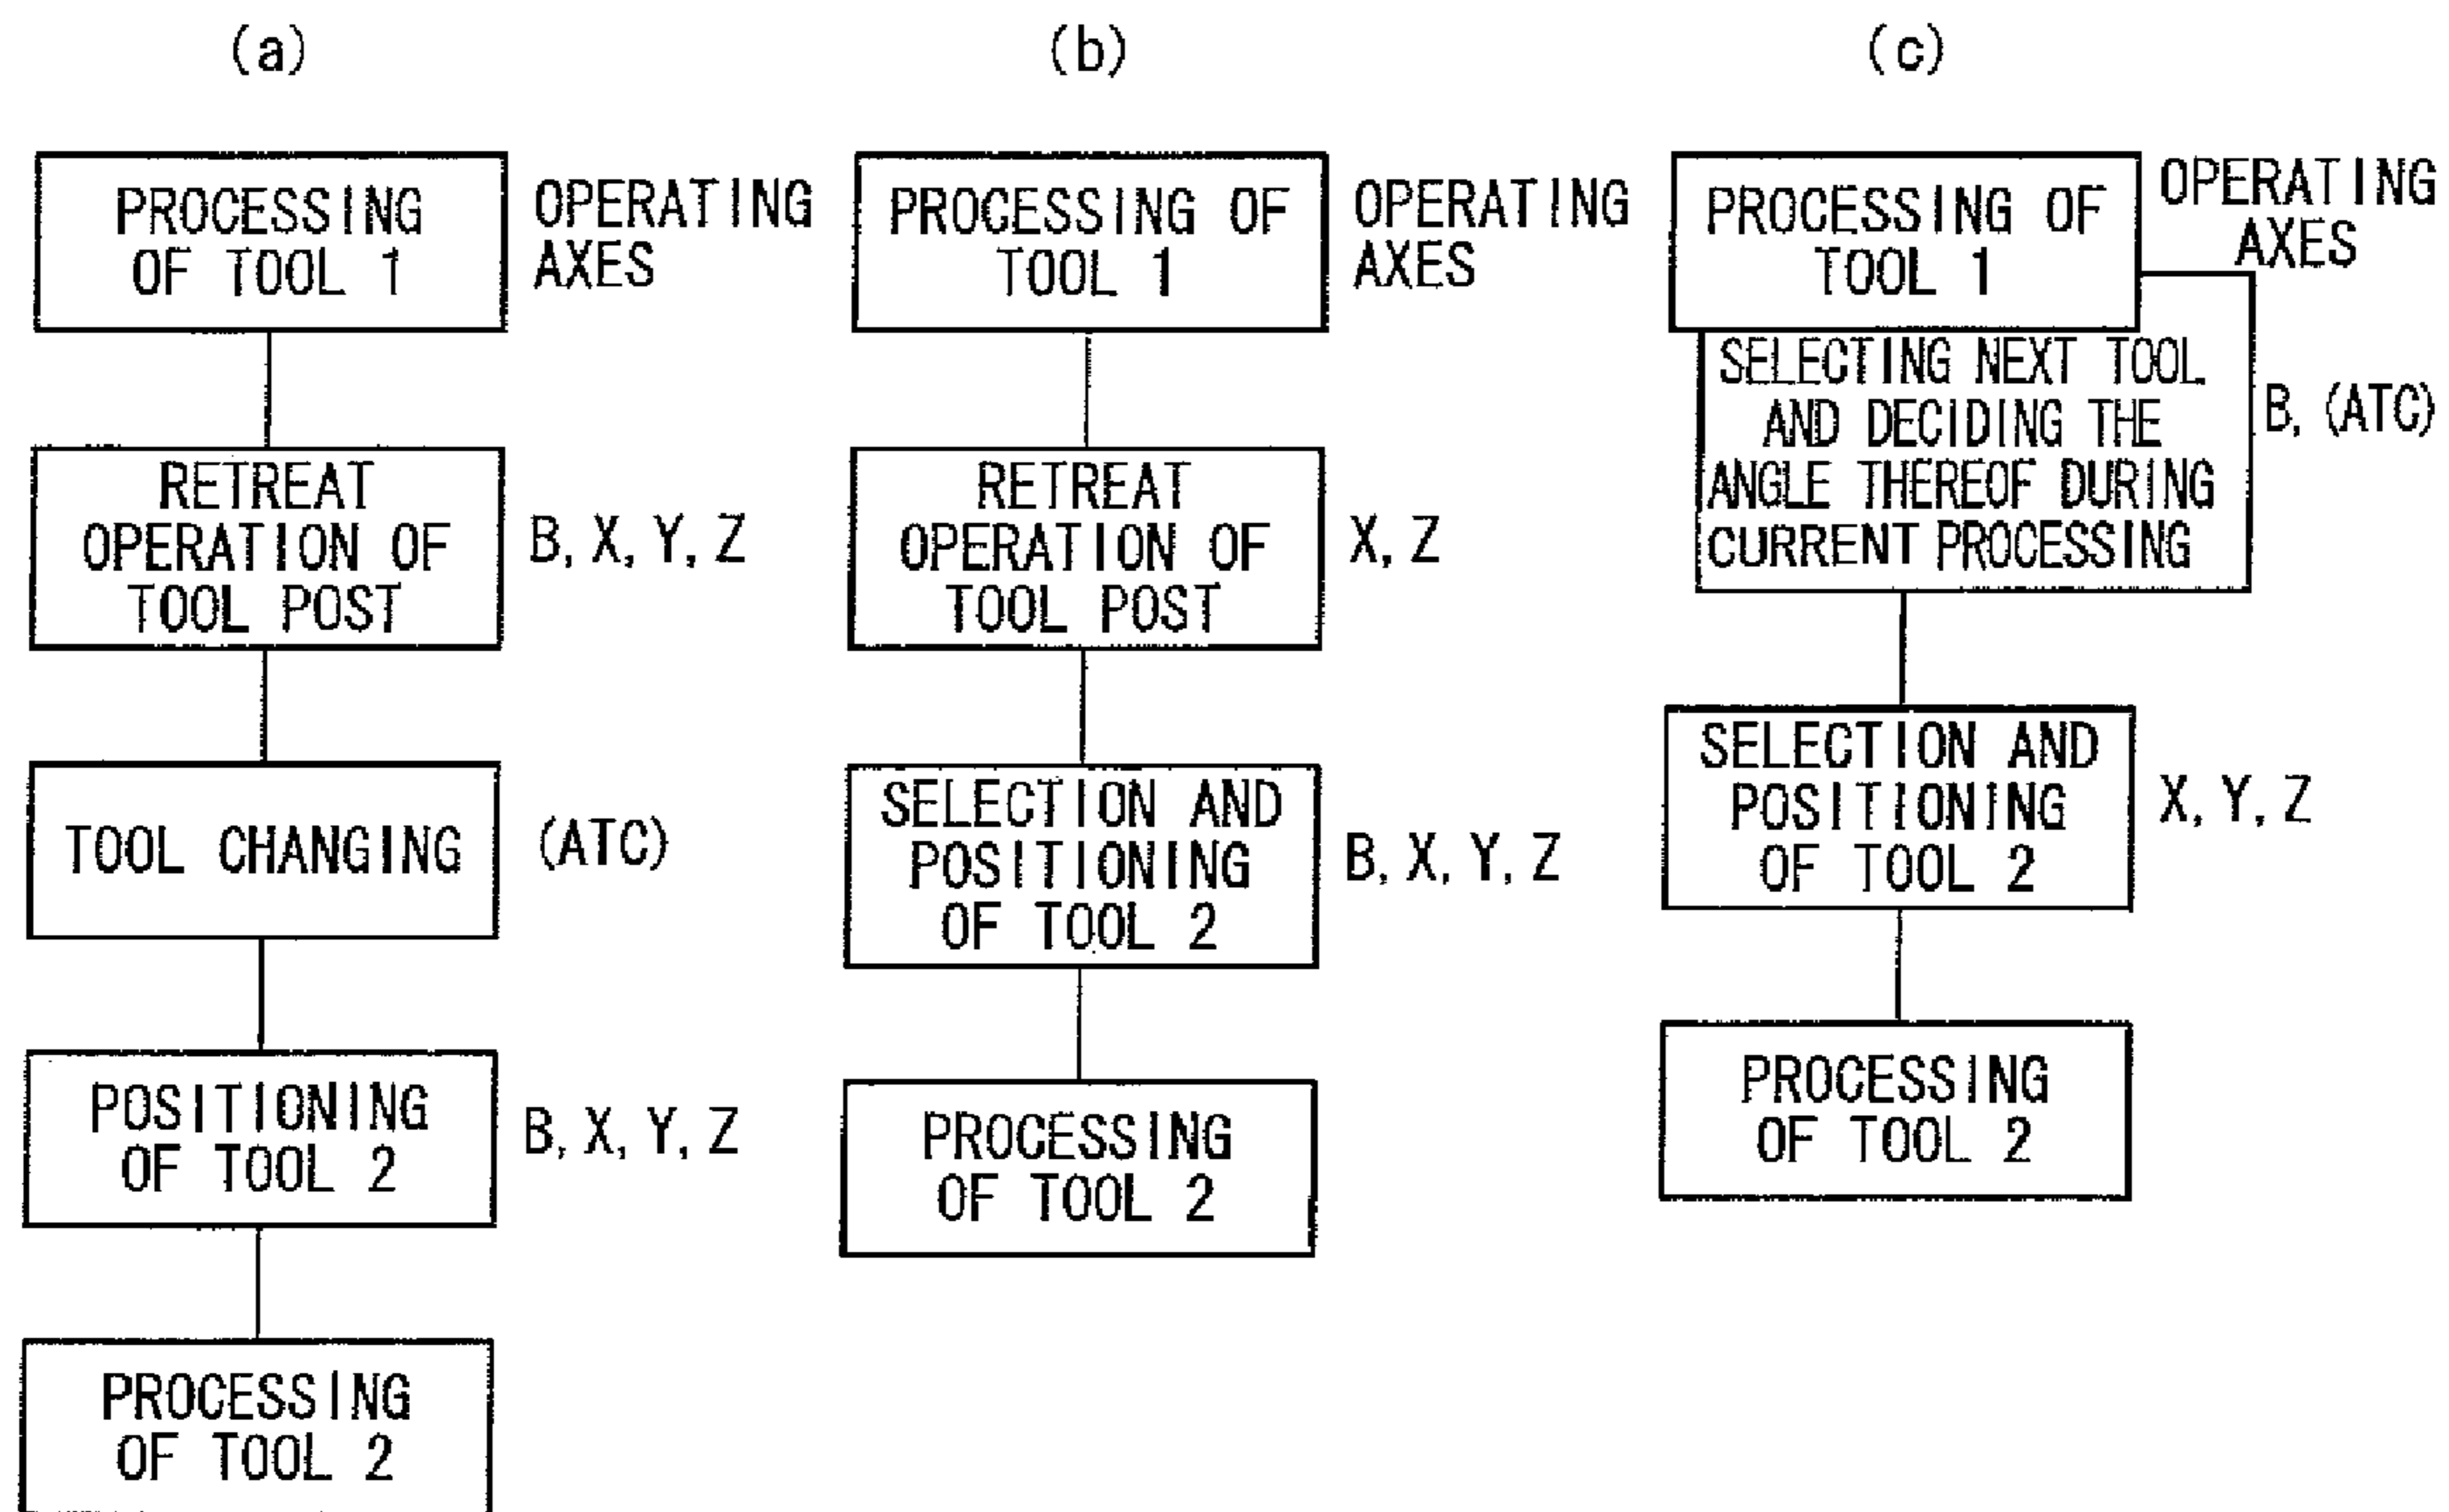 (a)
PROCESSING
OF TOOL 1
OPERATING
AXES
RETREAT
OPERATION OF
TOOL POST
B, X, Y, Z
TOOL CHANGING
(ATC)
POSITIONING
OF TOOL 2
B, X, Y, Z
PROCESSING
OF TOOL 2
(b)
PROCESSING OF
TOOL 1
OPERATING
AXES
RETREAT
OPERATION OF
TOOL POST
X, Z
SELECTION AND
POSITIONING
OF TOOL 2
B, X, Y, Z
PROCESSING
OF TOOL 2
(c)
PROCESSING OF
TOOL 1
OPERATING
AXES
SELECTING NEXT TOOL
AND DECIDING THE
ANGLE THEREOF DURING
CURRENT PROCESSING
B, (ATC)
SELECTION AND
POSITIONING
OF TOOL 2
X, Y, Z
PROCESSING
OF TOOL 2